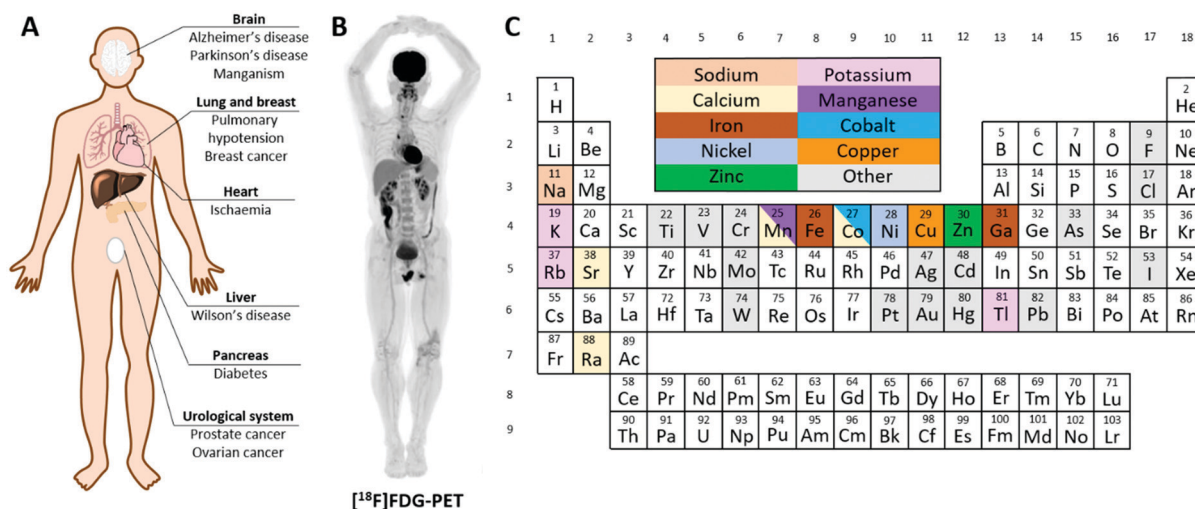 A
Brain
Alzheimer's disease
Parkinson's disease
Manganism
Lung and breast
Pulmonary
hypotension
Breast cancer
Heart
Ischaemia
Liver
Wilson's disease
Pancreas
Diabetes
Urological system
Prostate cancer
Ovarian cancer
B
[18F]FDG-PET
C
1 2 3 4 5 6 7 8 9 10 11 12 13 14 15 16 17 18
Sodium Potassium
Calcium Manganese
Iron Cobalt
Nickel Copper
Zinc Other
1 2
1 H He
3 4 5 6 7 8 9 10
2 Li Be B C N O F Ne
11 12 13 14 15 16 17 18
3 Na Mg Al Si P S Cl Ar
19 20 21 22 23 24 25 26 27 28 29 30 31 32 33 34 35 36
4 K Ca Sc Ti V Cr Mn Fe Co Ni Cu Zn Ga Ge As Se Br Kr
37 38 39 40 41 42 43 44 45 46 47 48 49 50 51 52 53 54
5 Rb Sr Y Zr Nb Mo Tc Ru Rh Pd Ag Cd In Sn Sb Te I Xe
55 56 57 72 73 74 75 76 77 78 79 80 81 82 83 84 85 86
6 Cs Ba La Hf Ta W Re Os Ir Pt Au Hg Tl Pb Bi Po At Rn
87 88 89
7 Fr Ra Ac
58 59 60 61 62 63 64 65 66 67 68 69 70 71
8 Ce Pr Nd Pm Sm Eu Gd Tb Dy Ho Er Tm Yb Lu
90 91 92 93 94 95 96 97 98 99 100 101 102 103
9 Th Pa U Np Pu Am Cm Bk Cf Es Fm Md No Lr